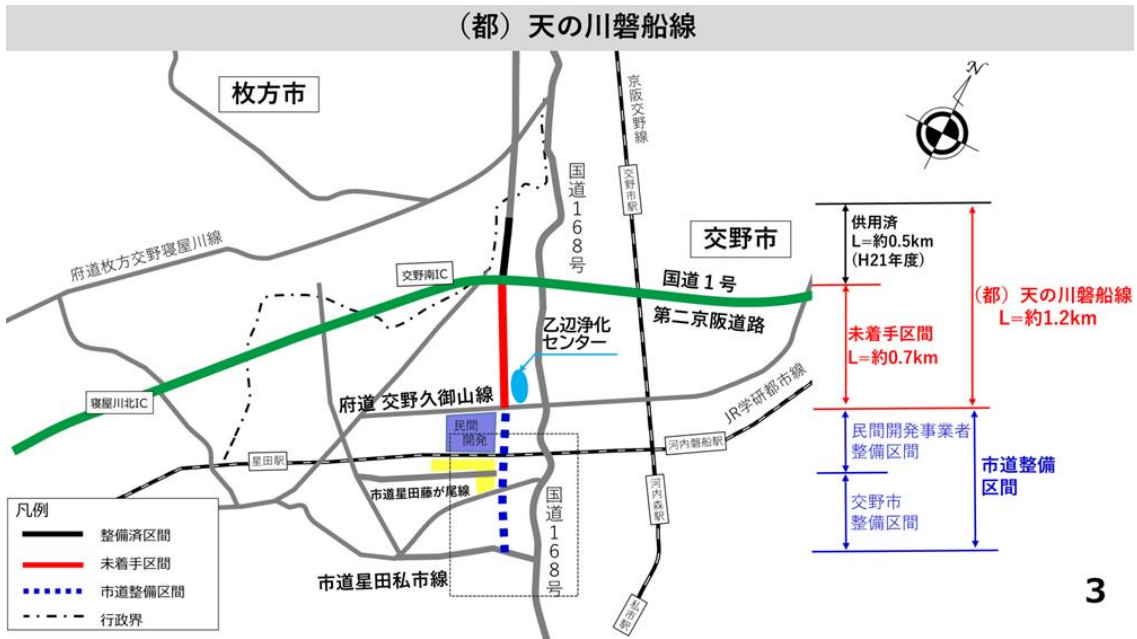 （都）天の川磐船線
枚方市
京阪交野線
N
国道168号
交野市駅
交野市
供用済
L=約0.5km
(H21年度)
府道枚方交野寝屋川線
交野南IC
国道１号
第二京阪道路
（都）天の川磐船線
L=約1.2km
未着手区間
L=約0.7km
乙辺浄化
センター
寝屋川北IC
府道 交野久御山線
JR学研都市線
民間
開発
星田駅
河内磐船駅
民間開発事業者
整備区間
市道整備
区間
市道星田藤が尾線
国道168号
河内森駅
交野市
整備区間
凡例
整備済区間
未着手区間
市道整備区間
行政界
市道星田私市線
私市駅
3